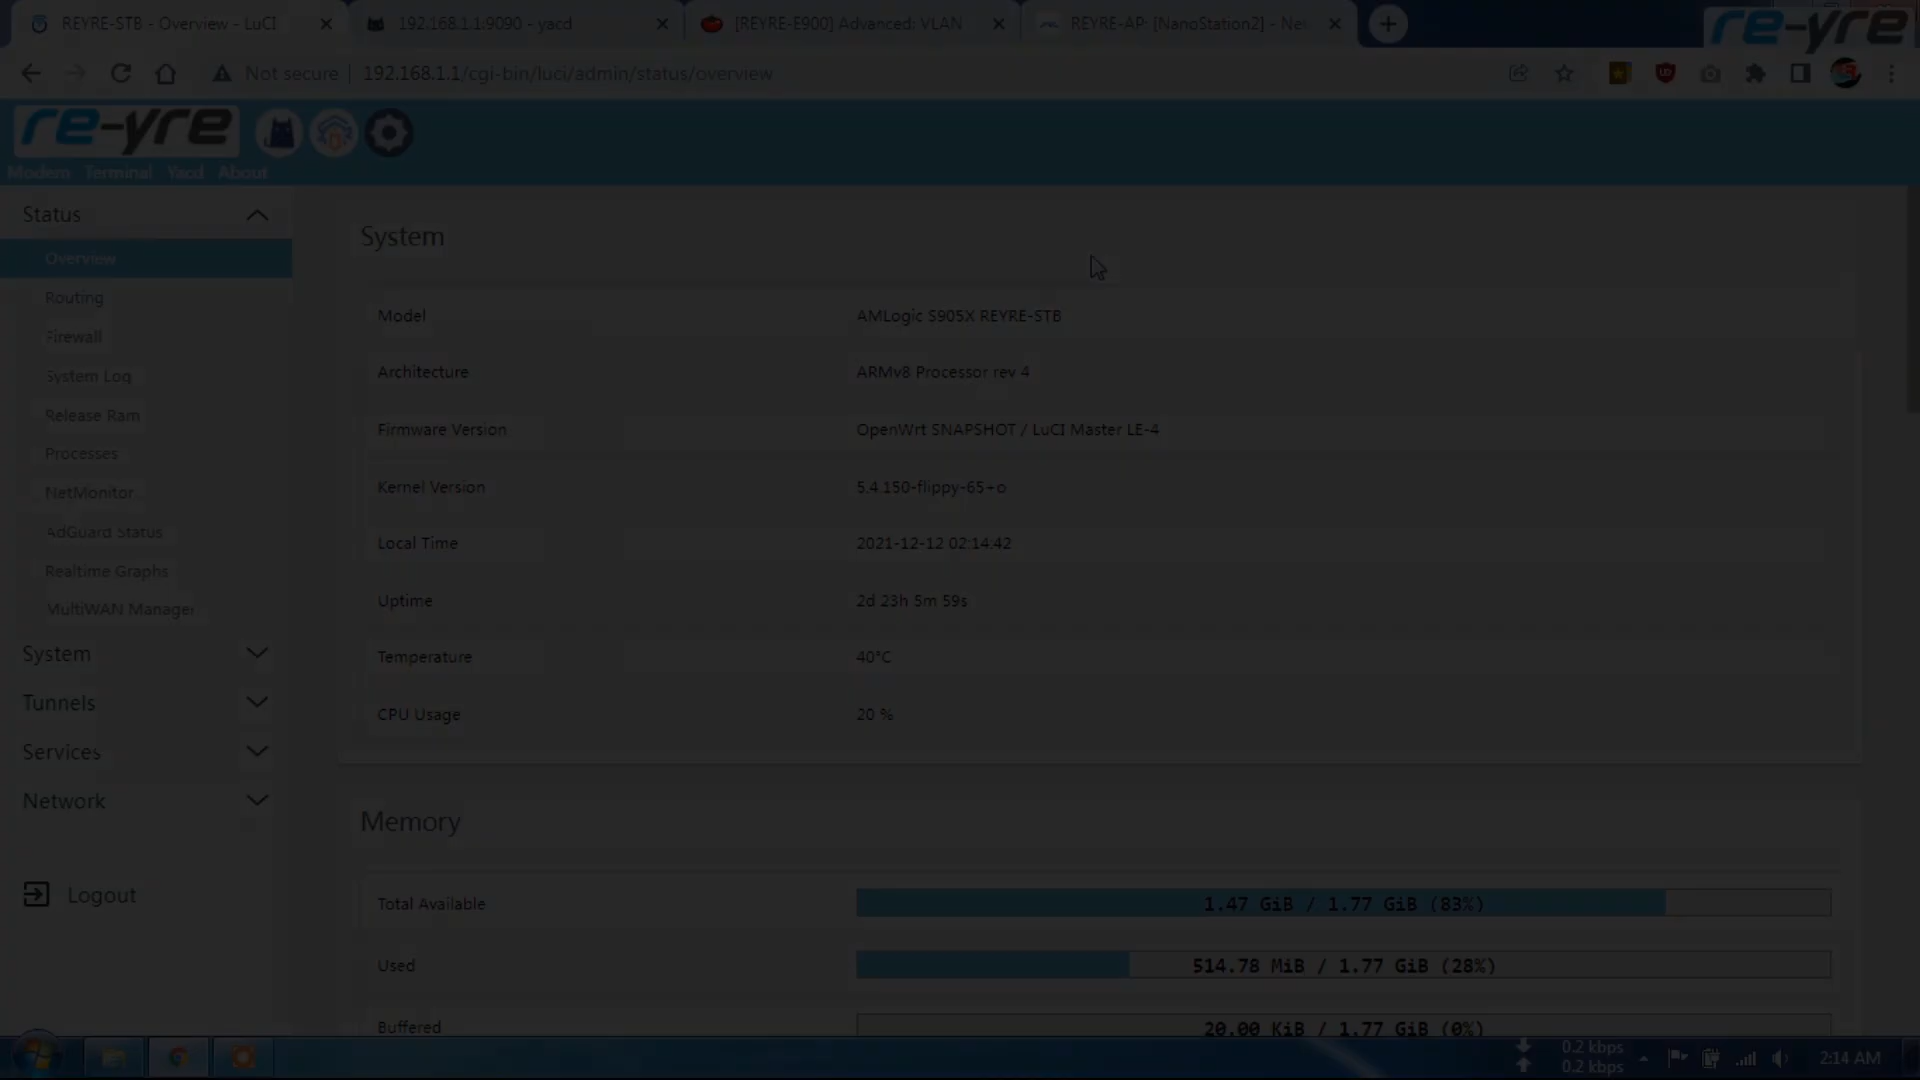 REYRE-STB - Overview - LuCI
192.168.1.1:9090 - yacd
[REYRE-E900] Advanced: VLAN
REYRE-AP: [NanoStation2] - Ne
re-yre
Not secure
192.168.1.1/cgi-bin/luci/admin/status/overview
re-yre
Modem Terminal Yacd About
Status
Overview
Routing
Firewall
System Log
Release Ram
Processes
NetMonitor
AdGuard Status
Realtime Graphs
MultiWAN Manager
System
Tunnels
Services
Network
Logout
System
Model AMLogic S905X REYRE-STB
Architecture ARMv8 Processor rev 4
Firmware Version OpenWrt SNAPSHOT / LuCI Master LE-4
Kernel Version 5.4.150-flippy-65+o
Local Time 2021-12-12 02:14:42
Uptime 2d 23h 5m 59s
Temperature 40°C
CPU Usage 20 %
Memory
Total Available 1.47 GiB / 1.77 GiB (83%)
Used 514.78 MiB / 1.77 GiB (28%)
Buffered 20.00 KiB / 1.77 GiB (0%)
0.2 kbps
0.2 kbps
2:14 AM